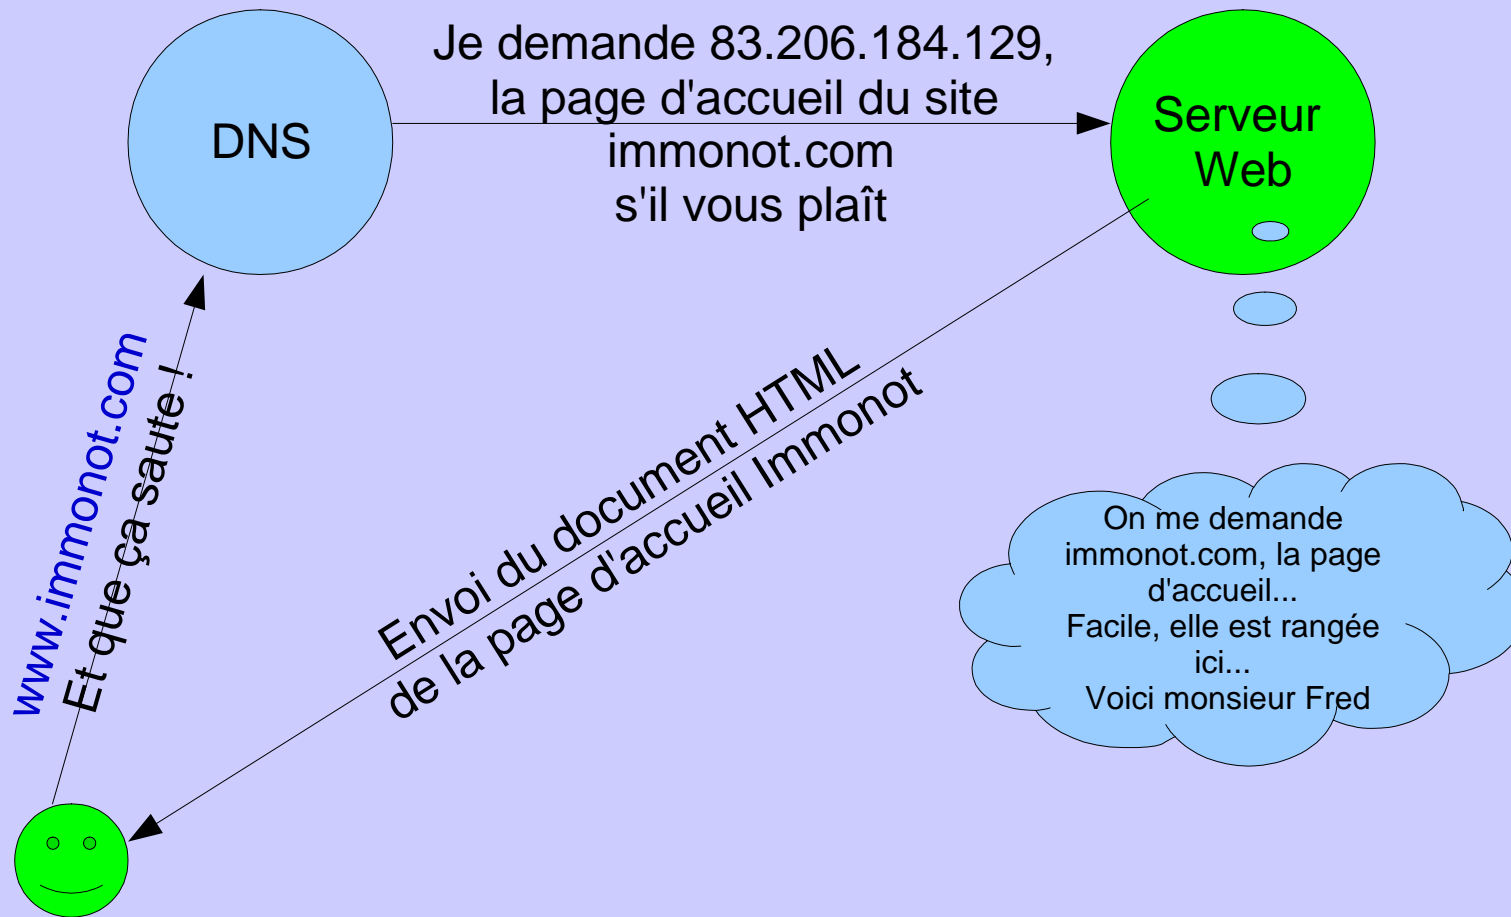 Je demande 83.206.184.129,
la page d'accueil du site
immonot.com
s'il vous plaît
DNS
Serveur
Web
www.immonot.com
Et que ça saute !
Envoi du document HTML
de la page d'accueil Immonot
On me demande
immonot.com, la page
d'accueil...
Facile, elle est rangée
ici...
Voici monsieur Fred